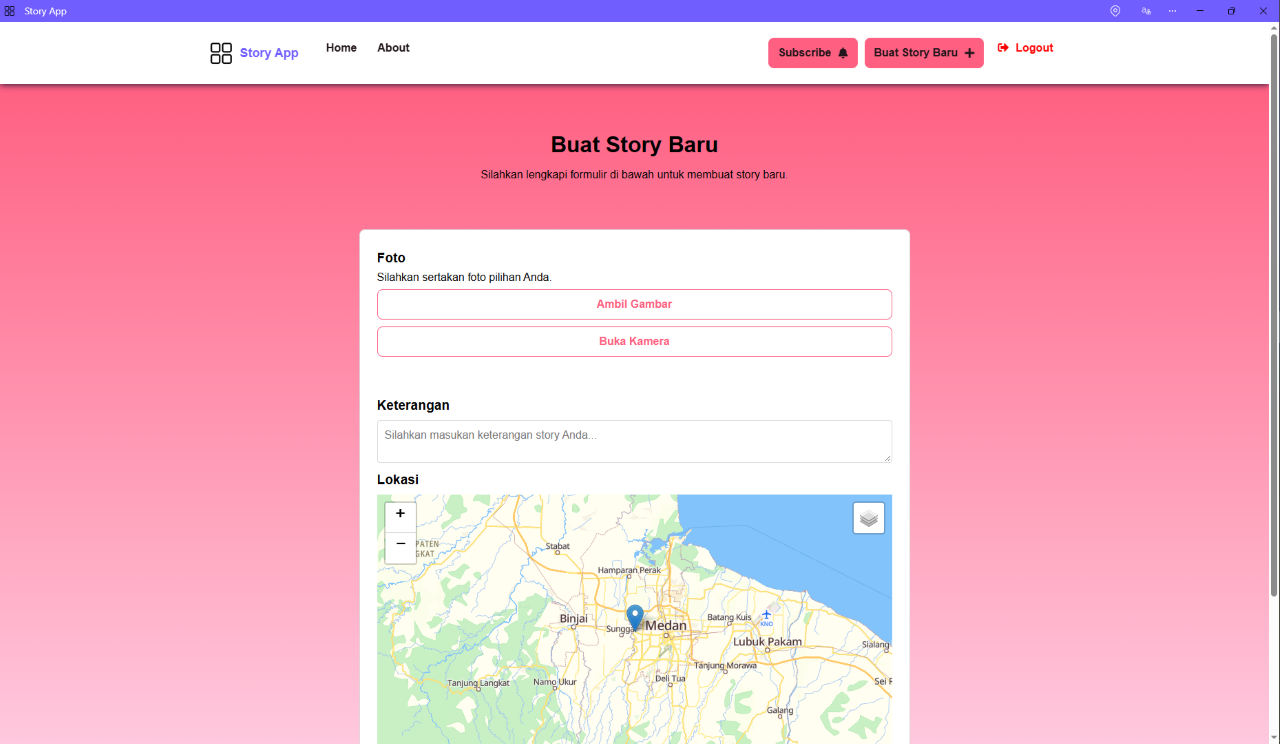 Story App
Story App
Home
About
Subscribe
Buat Story Baru
Logout
Buat Story Baru
Silahkan lengkapi formulir di bawah untuk membuat story baru.
Foto
Silahkan sertakan foto pilihan Anda.
Ambil Gambar
Buka Kamera
Keterangan
Silahkan masukan keterangan story Anda...
Lokasi
+
−
PATEN
GKAT
Stabat
Hamparan Perak
Binjai
Sunggal
Medan
Batang Kuis
KNO
Lubuk Pakam
Sialang
Tanjung Morawa
Tanjung Langkat
Namo Ukur
Deli Tua
Sei
Galang